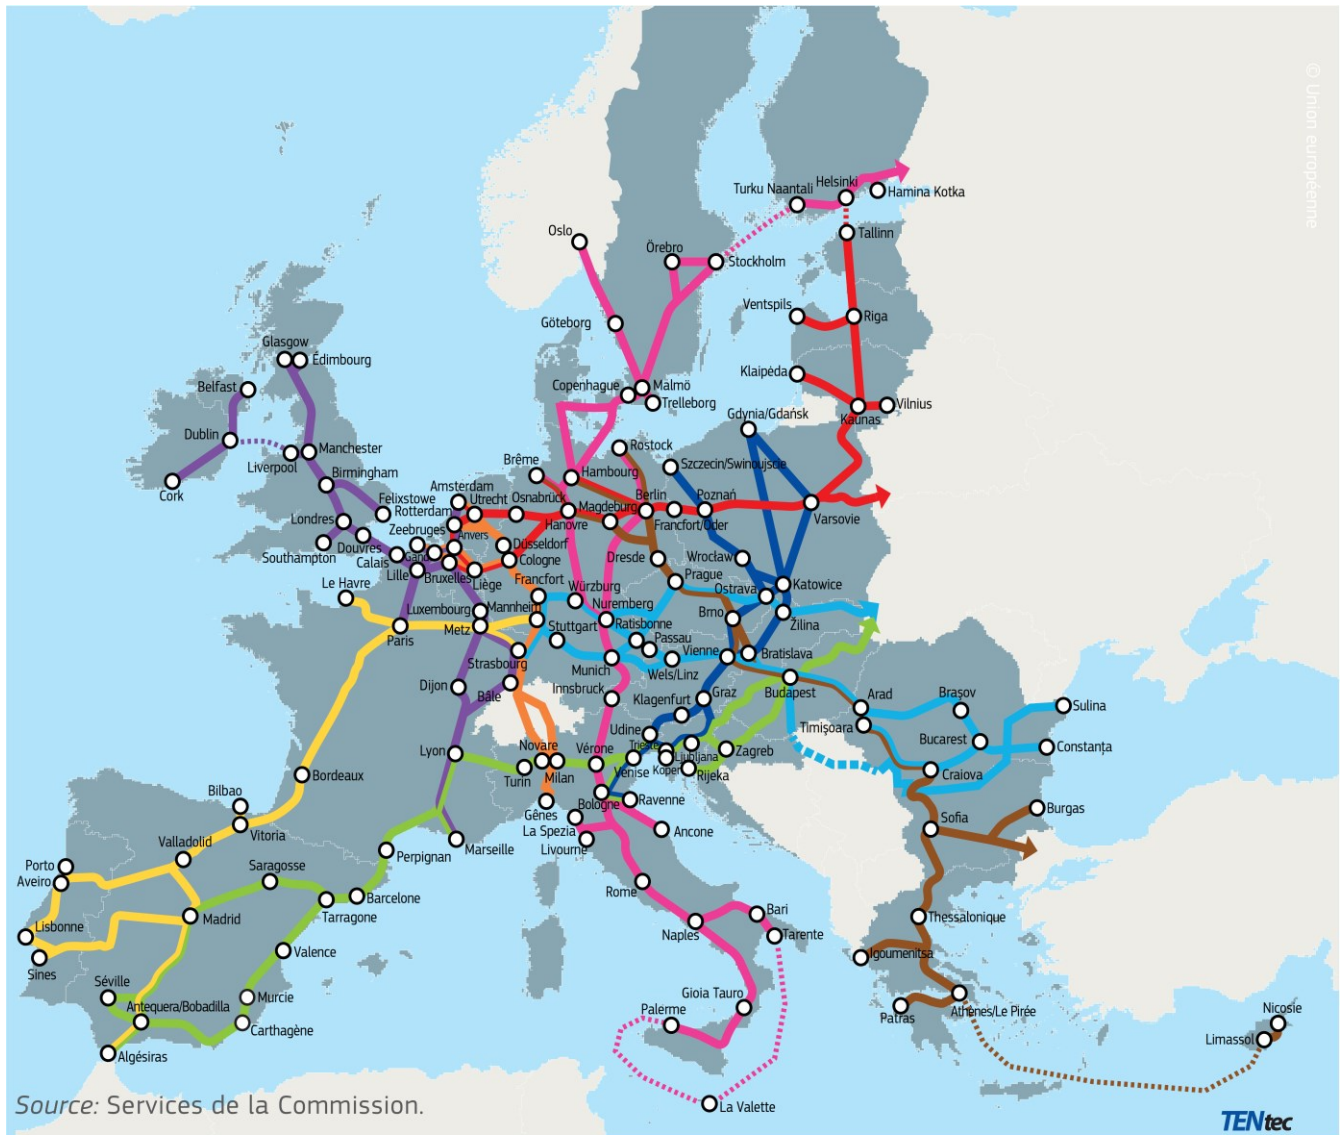 © Union européenne
Helsinki
Turku Naantali
Hamina Kotka
Tallinn
Oslo
Örebro
Stockholm
Ventspils
Riga
Göteborg
Glasgow
Édimbourg
Klaipéda
Belfast
Copenhague
Malmö
Trelleborg
Vilnius
Gdynia/Gdańsk
Kaunas
Dublin
Manchester
Rostock
Liverpool
Birmingham
Brême
Szczecin/Swinoujscie
Cork
Hambourg
Amsterdam
Felixstowe
Utrecht
Osnabrück
Berlin
Poznań
Rotterdam
Magdeburg
Varsovie
Londres
Zeebruges
Anvers
Hanovre
Francfort/Oder
Southampton
Douvres
Calais
Gand
Düsseldorf
Cologne
Dresde
Wrocław
Lille
Bruxelles
Liège
Francfort
Prague
Katowice
Le Havre
Würzburg
Ostrava
Luxembourg
Mannheim
Nuremberg
Brno
Žilina
Paris
Metz
Stuttgart
Ratisbonne
Passau
Strasbourg
Vienne
Bratislava
Munich
Wels/Linz
Dijon
Bâle
Innsbruck
Klagenfurt
Graz
Budapest
Arad
Braşov
Sulina
Timişoara
Udine
Bucarest
Constanţa
Lyon
Novare
Vérone
Trieste
Ljubljana
Zagreb
Turin
Milan
Venise
Koper
Rijeka
Craiova
Bordeaux
Bilbao
Bologne
Ravenne
Burgas
Gênes
Vitoria
La Spezia
Ancone
Sofia
Valladolid
Marseille
Livourne
Porto
Saragosse
Perpignan
Aveiro
Rome
Barcelone
Madrid
Tarragone
Bari
Thessalonique
Lisbonne
Naples
Tarente
Valence
Igoumenitsa
Sines
Séville
Murcie
Gioia Tauro
Antequera/Bobadilla
Palerme
Patras
Athènes/Le Pirée
Nicosie
Carthagène
Limassol
Algésiras
La Valette
Source: Services de la Commission.
TENtec